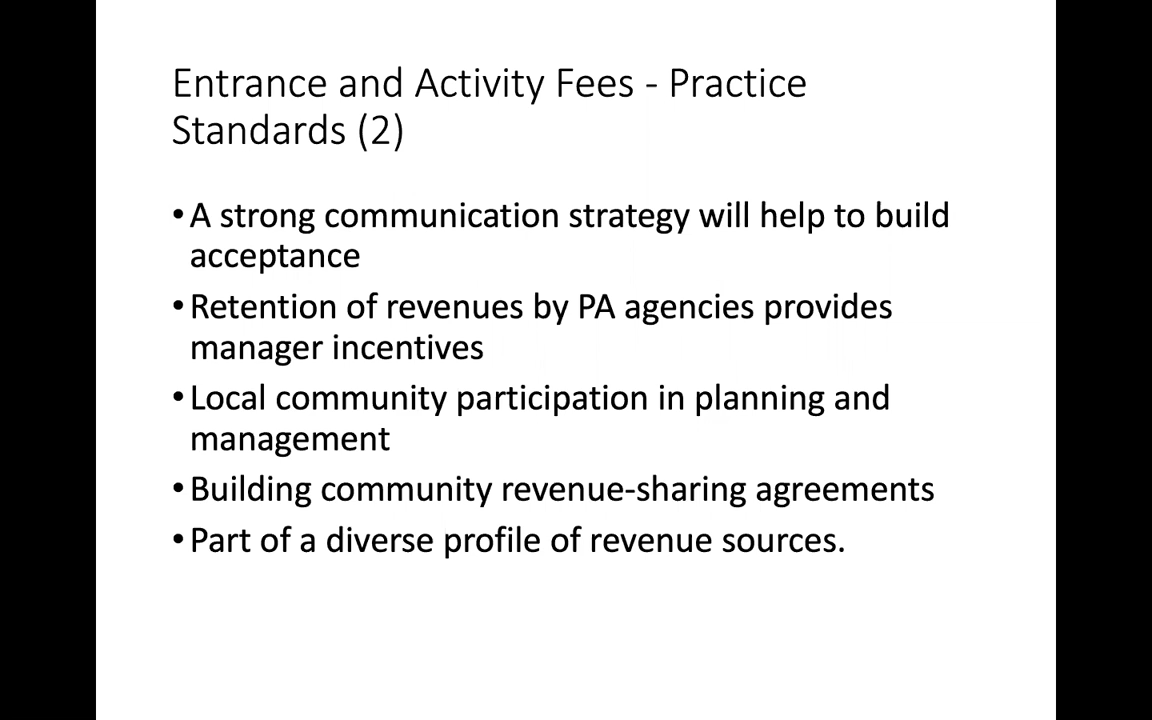 Entrance and Activity Fees - Practice
Standards (2)
•A strong communication strategy will help to build
acceptance
•Retention of revenues by PA agencies provides
manager incentives
•Local community participation in planning and
management
•Building community revenue-sharing agreements
•Part of a diverse profile of revenue sources.